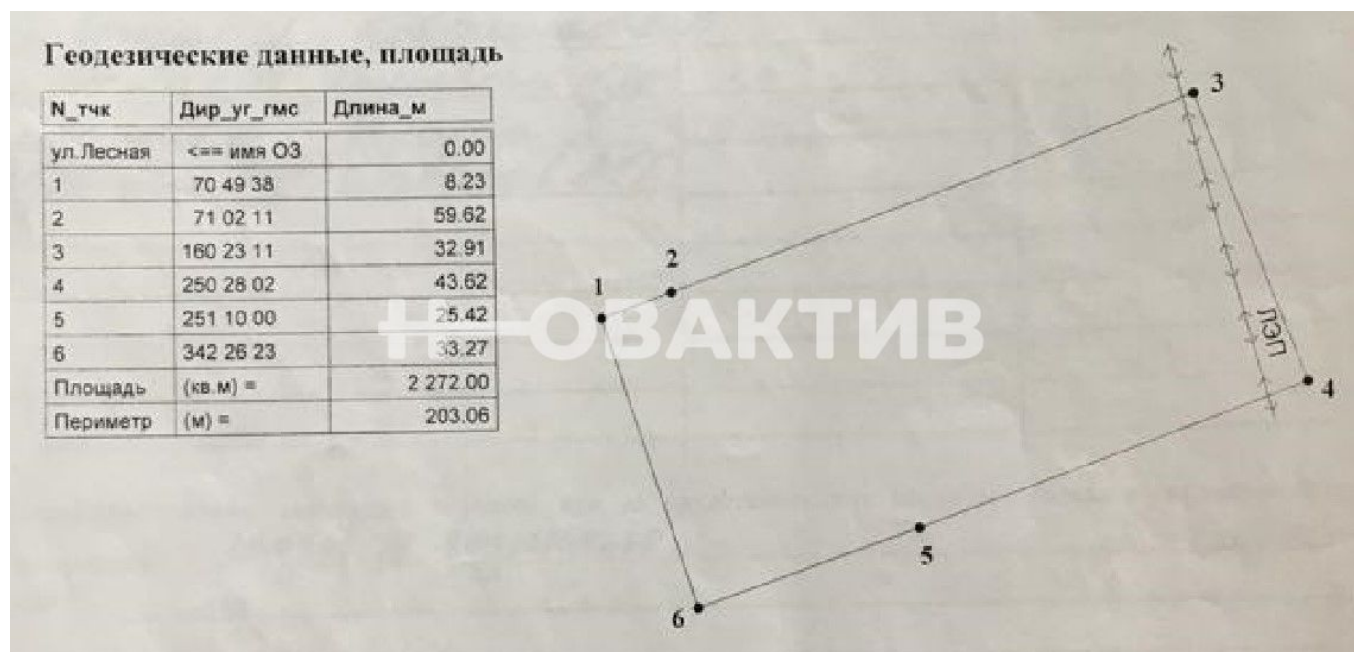 Геодезические данные, площадь
N_тчк Дир_уг_гмс Длина_м
ул.Лесная <== имя ОЗ 0.00
1 70 49 38 8.23
2 71 02 11 59.62
3 160 23 11 32.91
4 250 28 02 43.62
5 251 10 00 25.42
6 342 26 23 33.27
Площадь (кв.м) = 2 272.00
Периметр (м) = 203.06
НОВАКТИВ
1
2
3
ЛЭП
4
5
6